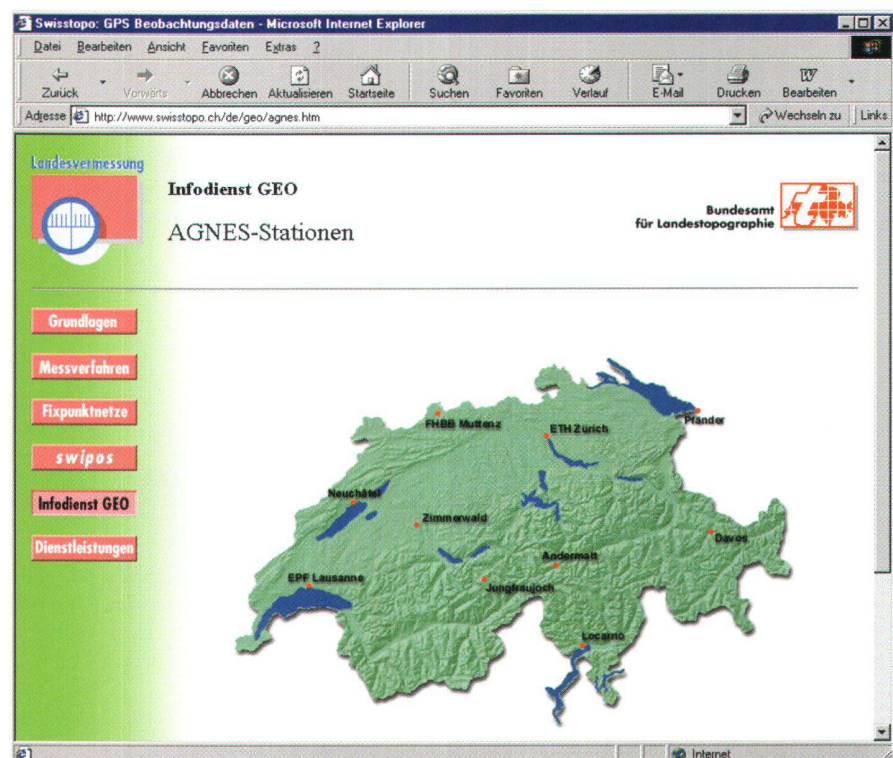 Swisstopo: GPS Beobachtungsdaten - Microsoft Internet Explorer
Datei Bearbeiten Ansicht Favoriten Extras ?
Zurück Vorwärts Abbrechen Aktualisieren Startseite Suchen Favoriten Verlauf E-Mail Drucken Bearbeiten
Adresse http://www.swisstopo.ch/de/geo/agnes.htm Wechseln zu Links
Landesvermessung
Infodienst GEO
AGNES-Stationen
Bundesamt
für Landestopographie
Grundlagen
Messverfahren
Fixpunktnetze
swipos
Infodienst GEO
Dienstleistungen
FHBB Muttenz
ETH Zürich
Pfänder
Neuchâtel
Zimmerwald
Davos
Andermatt
EPF Lausanne
Jungfraujoch
Locarno
Internet